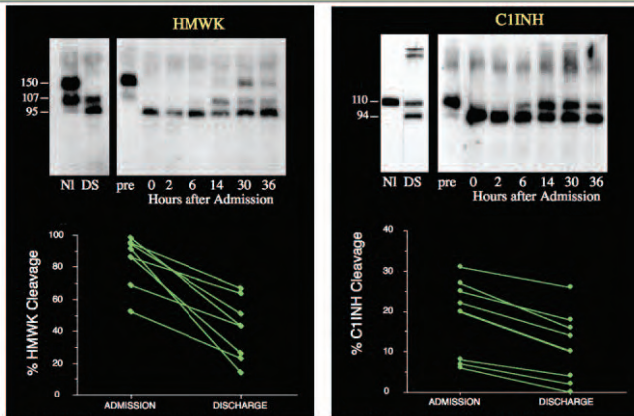 HMWK
150
107
95
Nl DS pre 0 2 6 14 30 36
Hours after Admission
% HMWK Cleavage
100
80
60
40
20
0
ADMISSION DISCHARGE
C1INH
110
94
Nl DS pre 0 2 6 14 30 36
Hours after Admission
% C1INH Cleavage
40
30
20
10
0
ADMISSION DISCHARGE